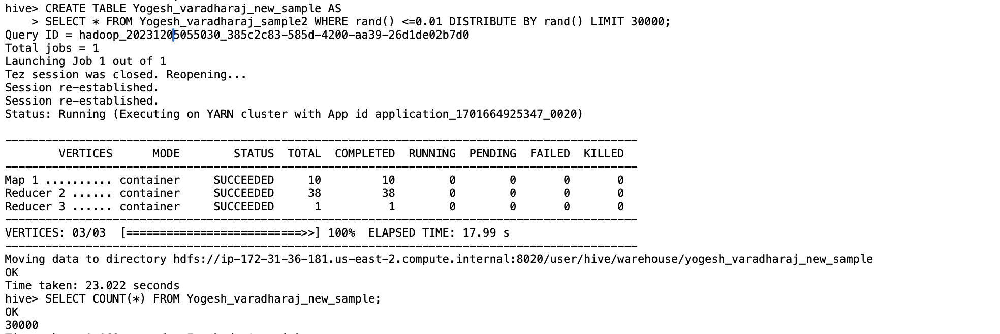 hive> CREATE TABLE Yogesh_varadharaj_new_sample AS
    > SELECT * FROM Yogesh_varadharaj_sample2 WHERE rand() <=0.01 DISTRIBUTE BY rand() LIMIT 30000;
Query ID = hadoop_20231205055030_385c2c83-585d-4200-aa39-26d1de02b7d0
Total jobs = 1
Launching Job 1 out of 1
Tez session was closed. Reopening...
Session re-established.
Session re-established.
Status: Running (Executing on YARN cluster with App id application_1701664925347_0020)
----------------------------------------------------------------------------------------------
        VERTICES      MODE        STATUS  TOTAL  COMPLETED  RUNNING  PENDING  FAILED  KILLED
----------------------------------------------------------------------------------------------
Map 1 .......... container     SUCCEEDED     10         10        0        0       0       0
Reducer 2 ...... container     SUCCEEDED     38         38        0        0       0       0
Reducer 3 ...... container     SUCCEEDED      1          1        0        0       0       0
----------------------------------------------------------------------------------------------
VERTICES: 03/03  [==========================>>] 100%  ELAPSED TIME: 17.99 s
----------------------------------------------------------------------------------------------
Moving data to directory hdfs://ip-172-31-36-181.us-east-2.compute.internal:8020/user/hive/warehouse/yogesh_varadharaj_new_sample
OK
Time taken: 23.022 seconds
hive> SELECT COUNT(*) FROM Yogesh_varadharaj_new_sample;
OK
30000